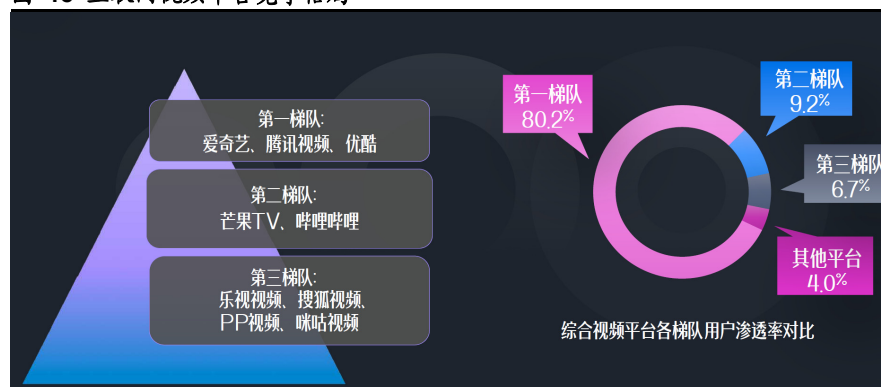 第一梯队:
爱奇艺、腾讯视频、优酷
第二梯队:
芒果TV、哔哩哔哩
第三梯队:
乐视视频、搜狐视频、
PP视频、咪咕视频
第一梯队
80.2%
第二梯队
9.2%
第三梯队
6.7%
其他平台
4.0%
综合视频平台各梯队用户渗透率对比